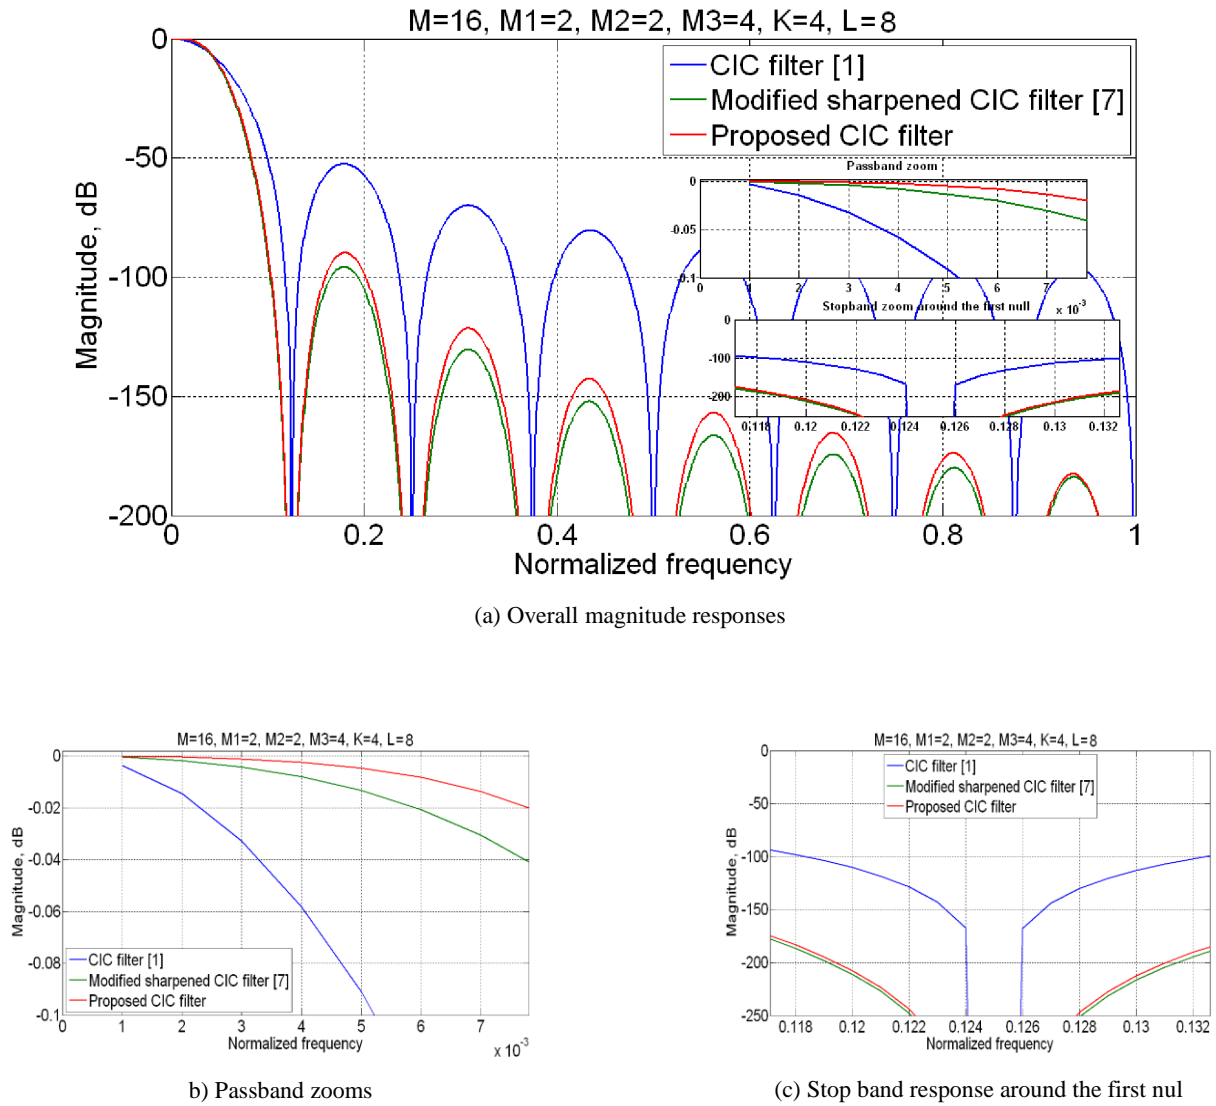 M=16, M1=2, M2=2, M3=4, K=4, L=8
CIC filter [1]
Modified sharpened CIC filter [7]
Proposed CIC filter
Passband zoom
0
-0.05
-0.1
0 1 2 3 4 5 6 7
x 10^-3
Stopband zoom around the first null
0
-100
-200
0.118 0.12 0.122 0.124 0.126 0.128 0.13 0.132
Magnitude, dB
0
-50
-100
-150
-200
0 0.2 0.4 0.6 0.8 1
Normalized frequency
(a) Overall magnitude responses
M=16, M1=2, M2=2, M3=4, K=4, L=8
Magnitude, dB
0
-0.02
-0.04
-0.06
-0.08
-0.1
CIC filter [1]
Modified sharpened CIC filter [7]
Proposed CIC filter
0 1 2 3 4 5 6 7
Normalized frequency
x 10^-3
b) Passband zooms
M=16, M1=2, M2=2, M3=4, K=4, L=8
CIC filter [1]
Modified sharpened CIC filter [7]
Proposed CIC filter
Magnitude, dB
0
-50
-100
-150
-200
-250
0.118 0.12 0.122 0.124 0.126 0.128 0.13 0.132
Normalized frequency
(c) Stop band response around the first nul